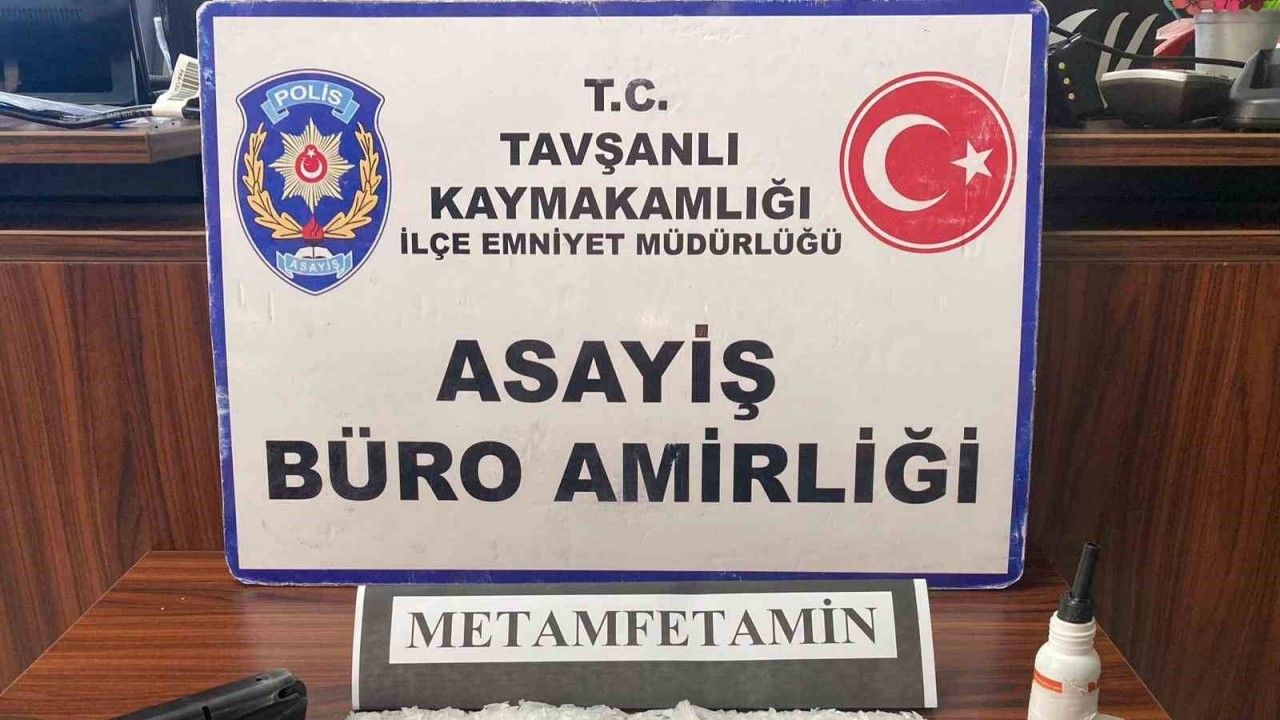 POLİS
ASAYİŞ
T.C.
TAVŞANLI
KAYMAKAMLIĞI
İLÇE EMNİYET MÜDÜRLÜĞÜ
ASAYİŞ
BÜRO AMİRLİĞİ
METAMFETAMİN